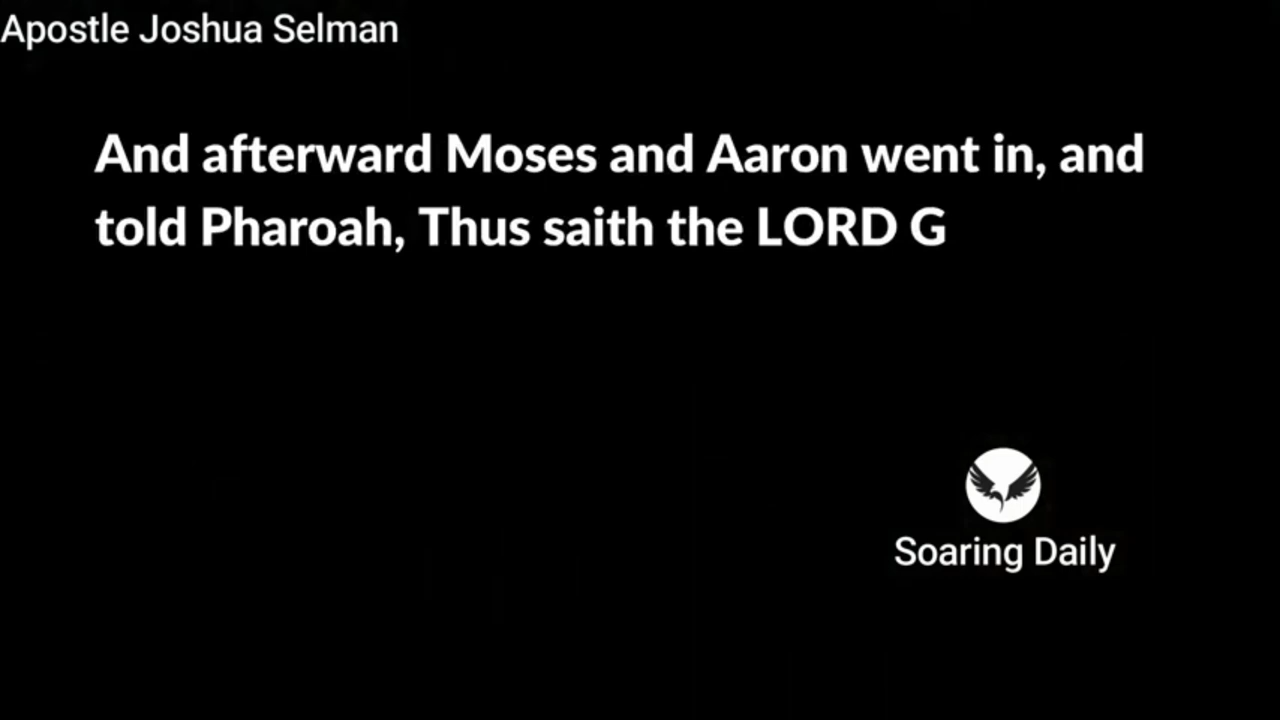 Apostle Joshua Selman
And afterward Moses and Aaron went in, and
told Pharoah, Thus saith the LORD G
Soaring Daily